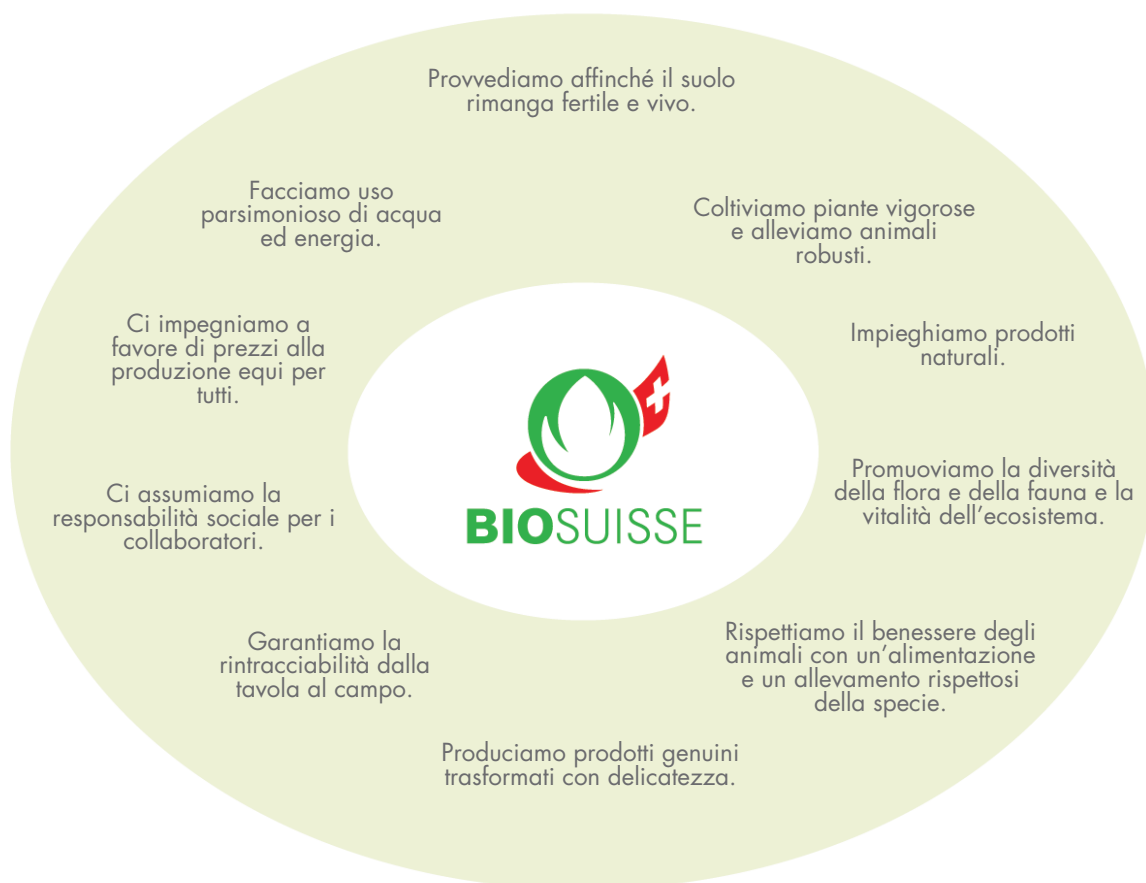 Provvediamo affinché il suolo
rimanga fertile e vivo.
Facciamo uso
parsimonioso di acqua
ed energia.
Coltiviamo piante vigorose
e alleviamo animali
robusti.
Ci impegniamo a
favore di prezzi alla
produzione equi per
tutti.
Impieghiamo prodotti
naturali.
BIOSUISSE
Ci assumiamo la
responsabilità sociale per i
collaboratori.
Promuoviamo la diversità
della flora e della fauna e la
vitalità dell'ecosistema.
Garantiamo la
rintracciabilità dalla
tavola al campo.
Rispettiamo il benessere degli
animali con un'alimentazione
e un allevamento rispettosi
della specie.
Produciamo prodotti genuini
trasformati con delicatezza.